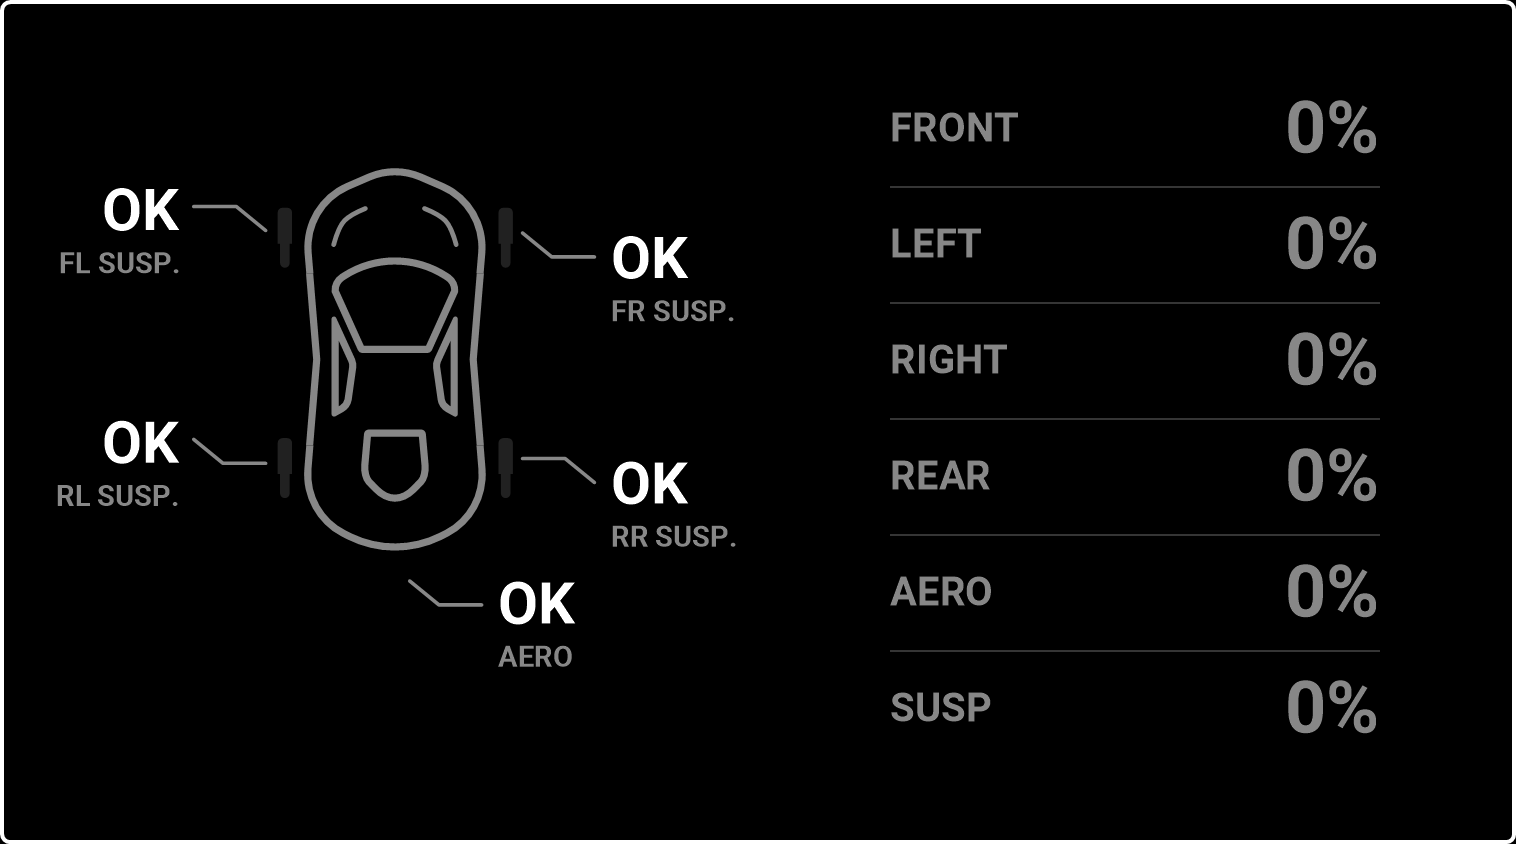 OK
FL SUSP.
OK
FR SUSP.
OK
RL SUSP.
OK
RR SUSP.
OK
AERO
FRONT 0%
LEFT 0%
RIGHT 0%
REAR 0%
AERO 0%
SUSP 0%